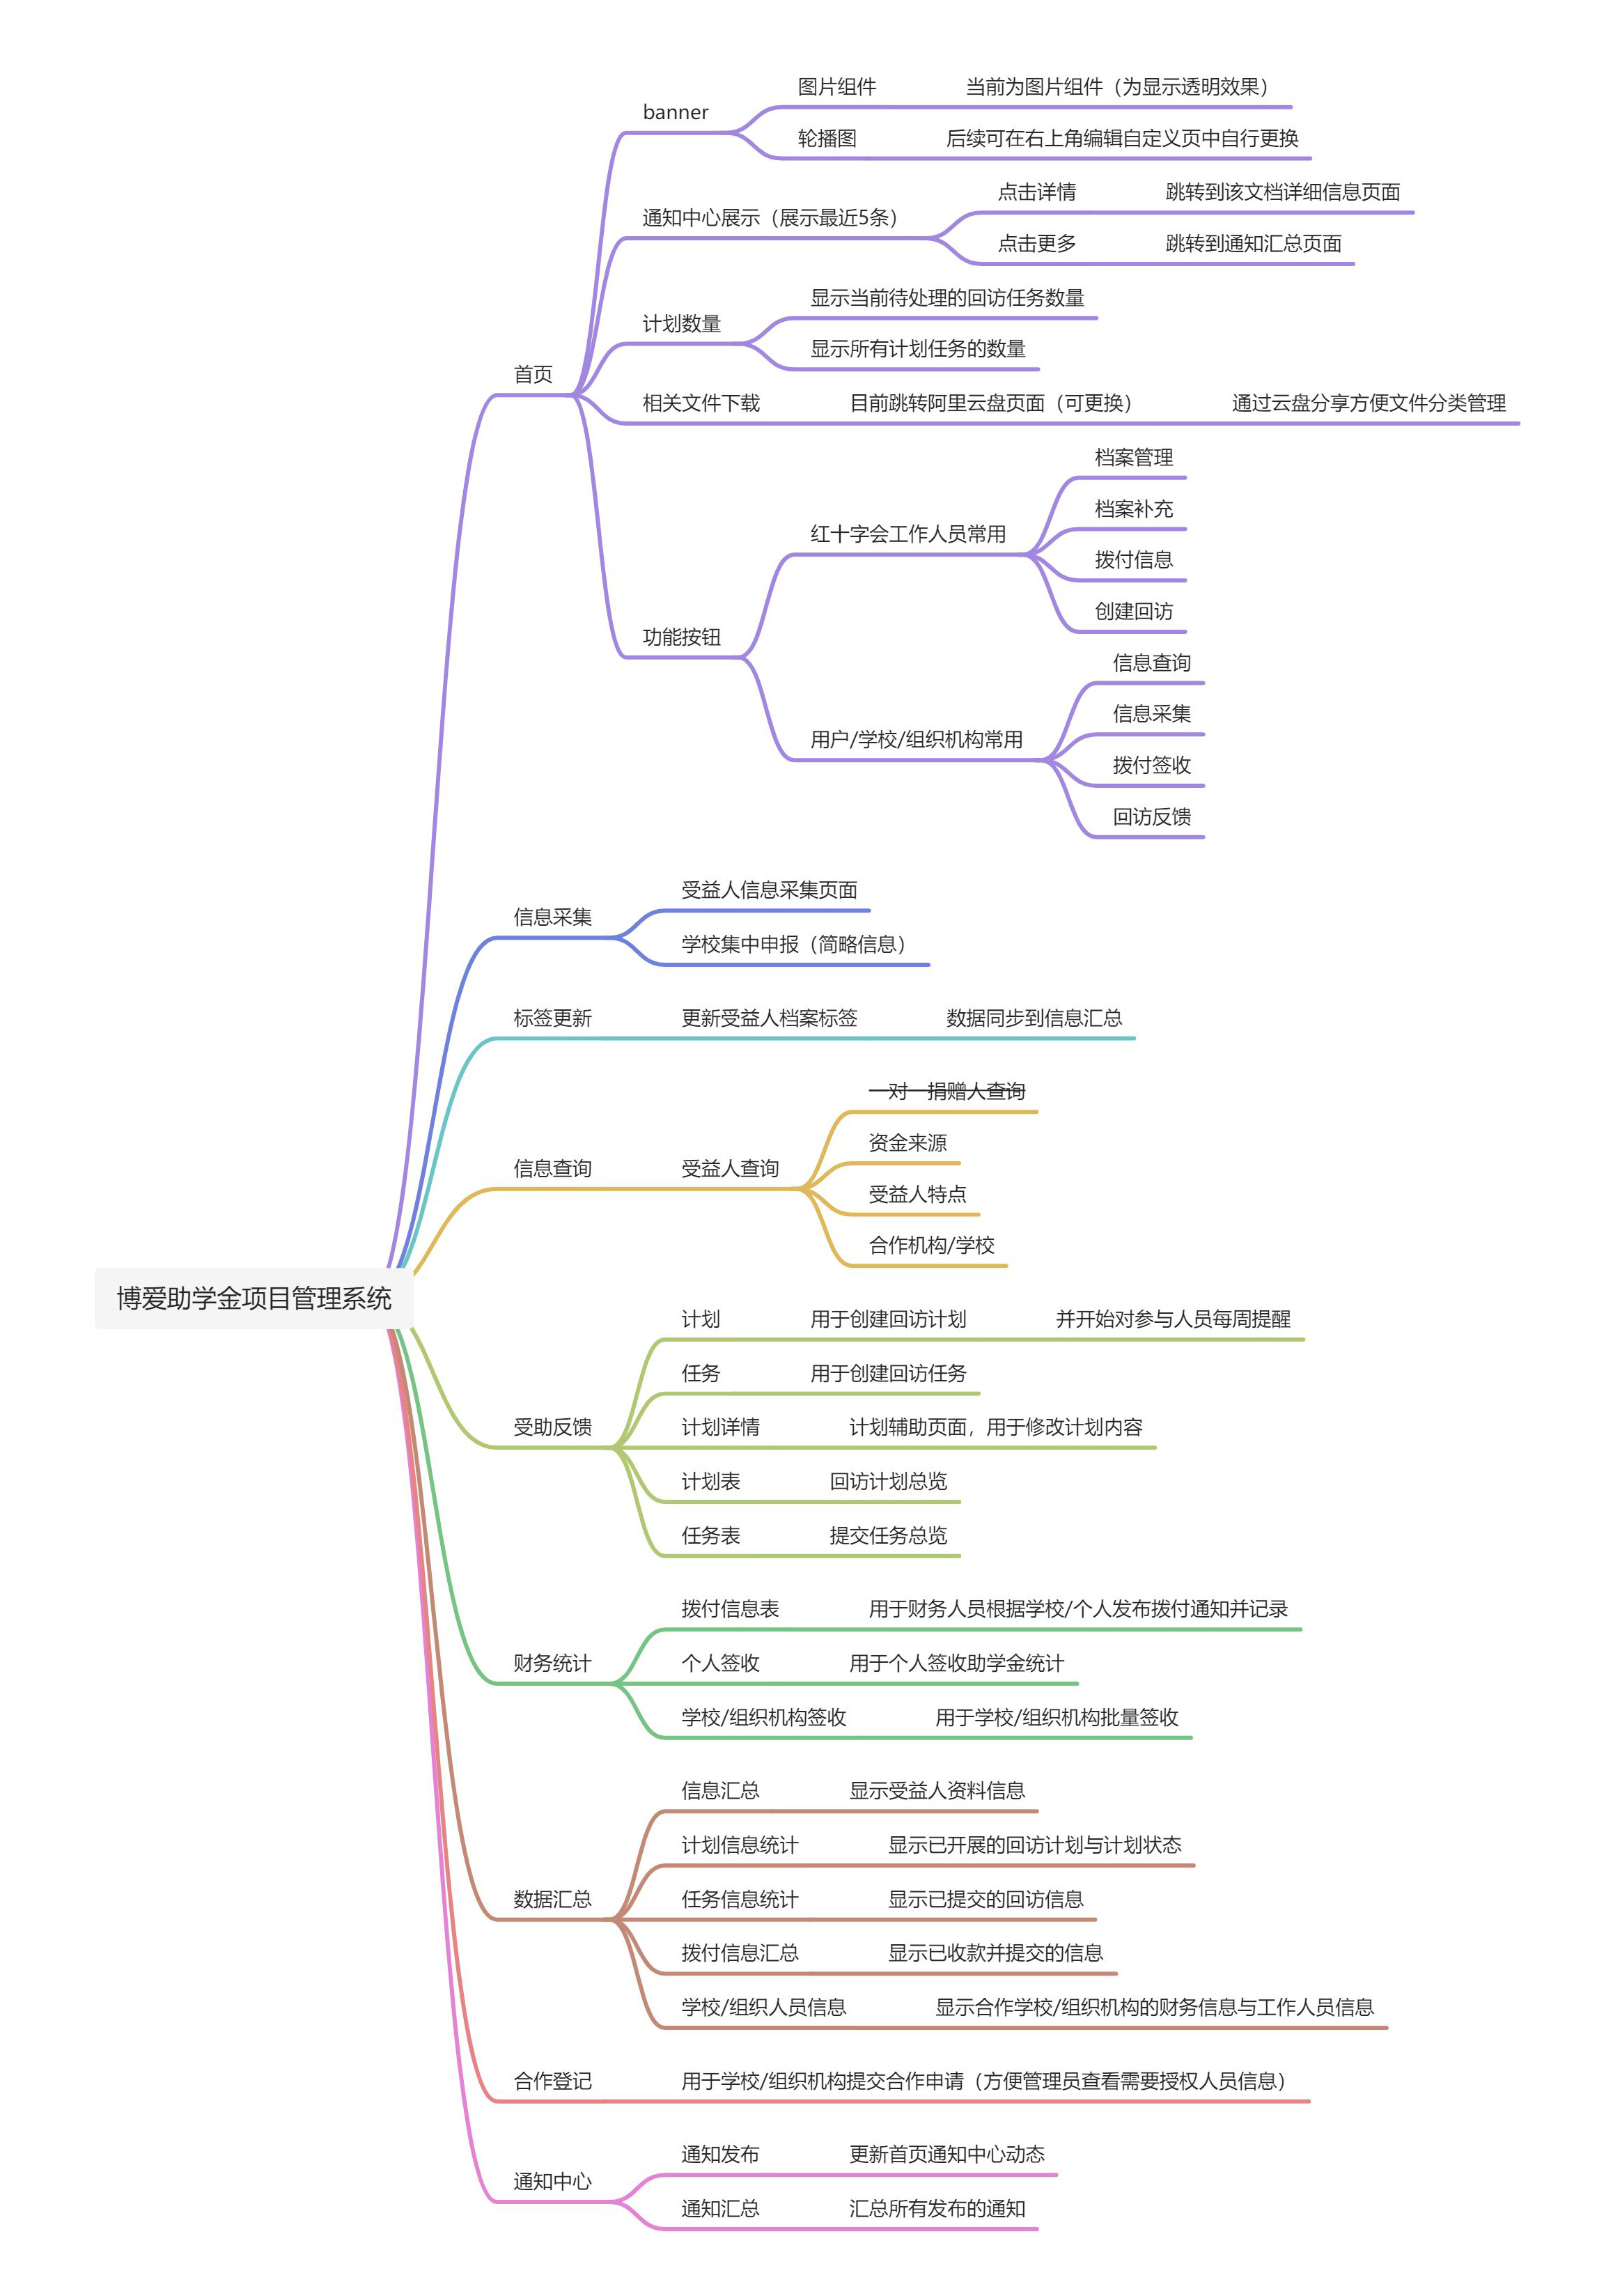 博爱助学金项目管理系统
首页
banner
图片组件
当前为图片组件（为显示透明效果）
轮播图
后续可在右上角编辑自定义页中自行更换
通知中心展示（展示最近5条）
点击详情
跳转到该文档详细信息页面
点击更多
跳转到通知汇总页面
计划数量
显示当前待处理的回访任务数量
显示所有计划任务的数量
相关文件下载
目前跳转阿里云盘页面（可更换）
通过云盘分享方便文件分类管理
功能按钮
红十字会工作人员常用
档案管理
档案补充
拨付信息
创建回访
用户/学校/组织机构常用
信息查询
信息采集
拨付签收
回访反馈
信息采集
受益人信息采集页面
学校集中申报（简略信息）
标签更新
更新受益人档案标签
数据同步到信息汇总
信息查询
受益人查询
一对一捐赠人查询
资金来源
受益人特点
合作机构/学校
受助反馈
计划
用于创建回访计划
并开始对参与人员每周提醒
任务
用于创建回访任务
计划详情
计划辅助页面，用于修改计划内容
计划表
回访计划总览
任务表
提交任务总览
财务统计
拨付信息表
用于财务人员根据学校/个人发布拨付通知并记录
个人签收
用于个人签收助学金统计
学校/组织机构签收
用于学校/组织机构批量签收
数据汇总
信息汇总
显示受益人资料信息
计划信息统计
显示已开展的回访计划与计划状态
任务信息统计
显示已提交的回访信息
拨付信息汇总
显示已收款并提交的信息
学校/组织人员信息
显示合作学校/组织机构的财务信息与工作人员信息
合作登记
用于学校/组织机构提交合作申请（方便管理员查看需要授权人员信息）
通知中心
通知发布
更新首页通知中心动态
通知汇总
汇总所有发布的通知